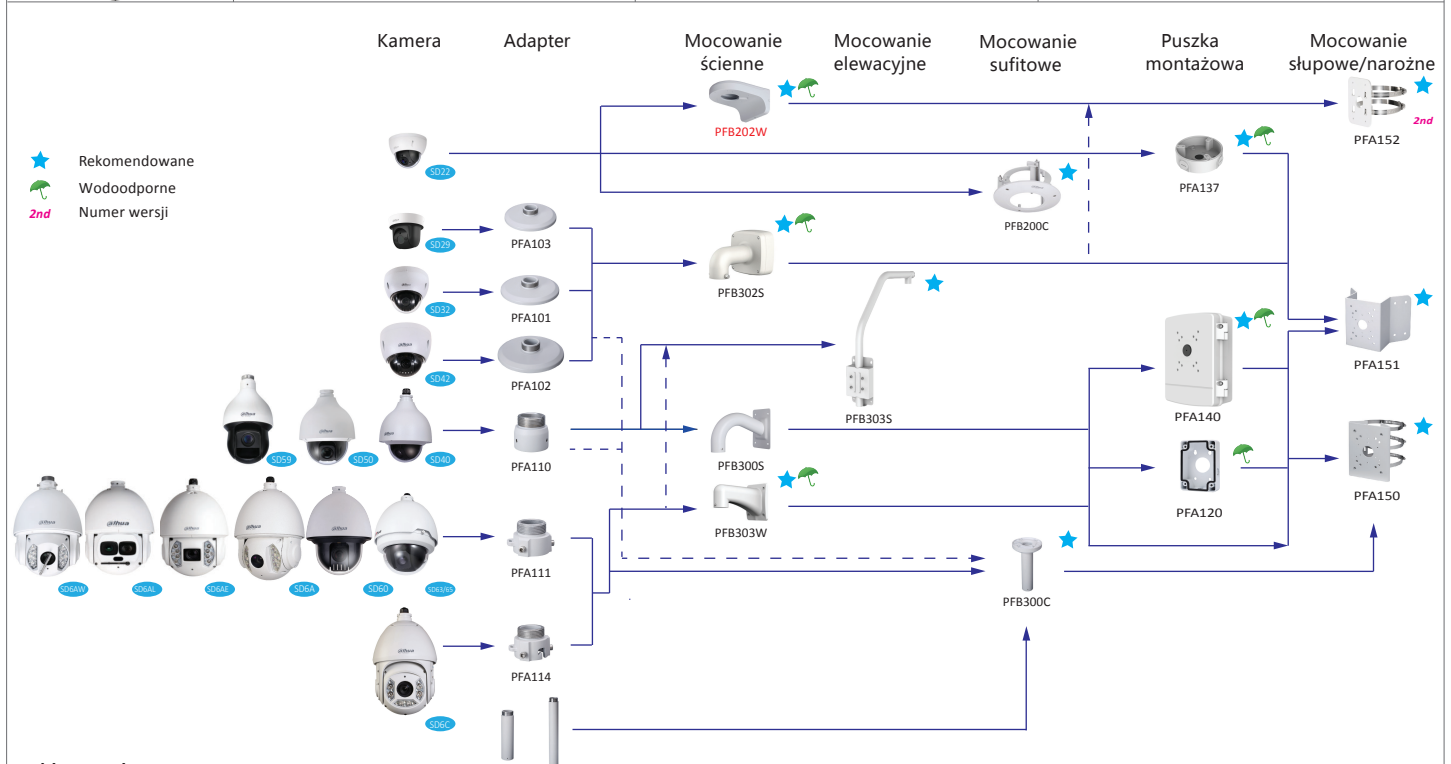 Kamera
Adapter
Mocowanie
ścienne
Mocowanie
elewacyjne
Mocowanie
sufitowe
Puszka
montażowa
Mocowanie
słupowe/narożne
Rekomendowane
Wodoodporne
2nd Numer wersji
PFB202W
2nd
PFA152
SD22
PFA137
PFB200C
SD29
PFA103
PFB302S
SD32
PFA101
SD42
PFA102
PFB303S
PFA140
PFA151
SD59
SD50
SD40
PFA110
PFB300S
PFA120
PFA150
alhua
SD6AW
SD6AL
SD6AE
SD6A
SD60
SD63/65
PFA111
PFB303W
PFB300C
SD6C
PFA114